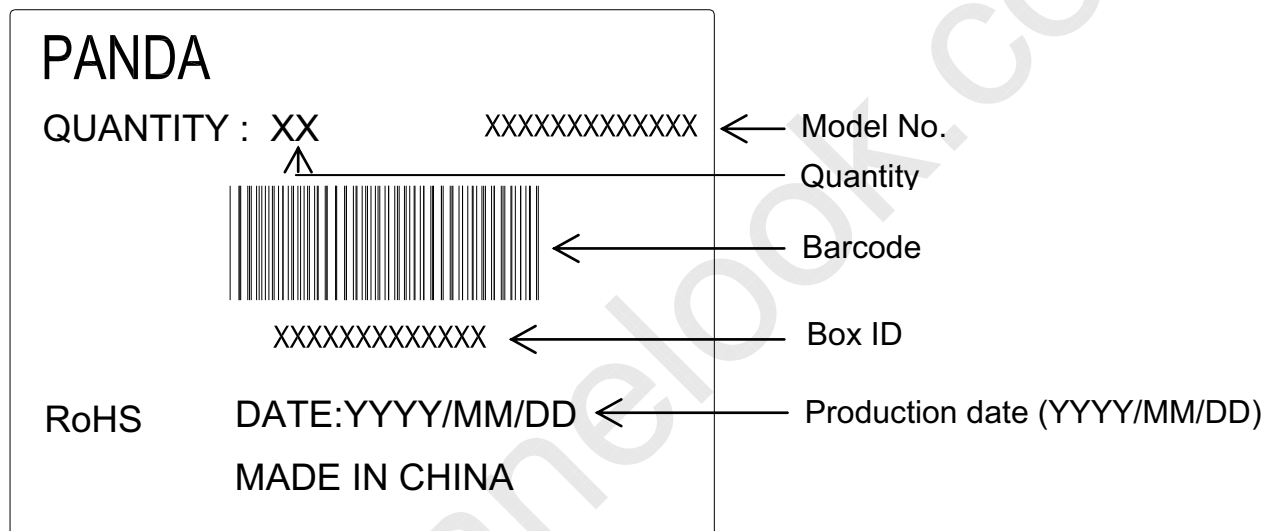 PANDA
QUANTITY : XX XXXXXXXXXXXXX Model No.
Quantity
Barcode
XXXXXXXXXXXXX Box ID
RoHS DATE:YYYY/MM/DD Production date (YYYY/MM/DD)
MADE IN CHINA